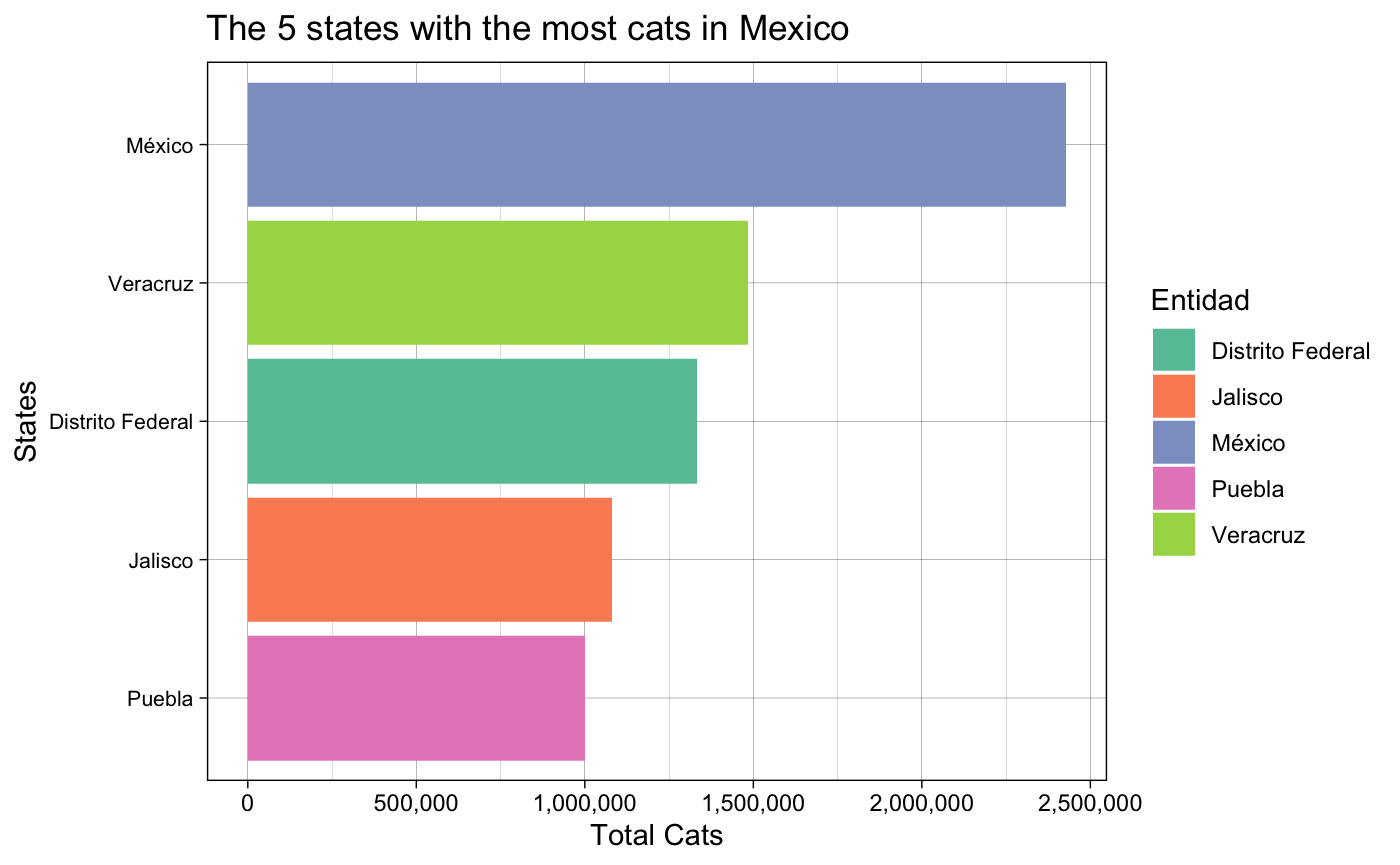 The 5 states with the most cats in Mexico
States
México
Veracruz
Distrito Federal
Jalisco
Puebla
0
500,000
1,000,000
1,500,000
2,000,000
2,500,000
Total Cats
Entidad
Distrito Federal
Jalisco
México
Puebla
Veracruz